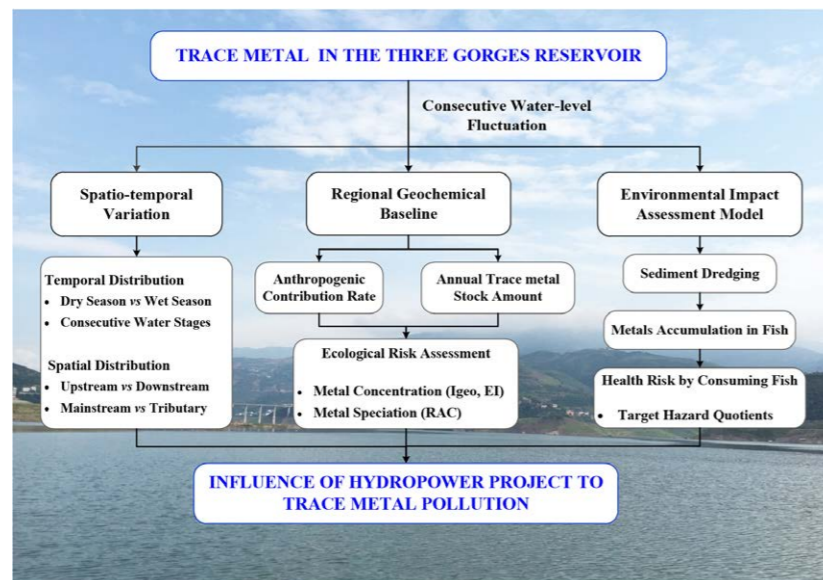 TRACE METAL IN THE THREE GORGES RESERVOIR
Consecutive Water-level
Fluctuation
Spatio-temporal
Variation
Regional Geochemical
Baseline
Environmental Impact
Assessment Model
Temporal Distribution
• Dry Season vs Wet Season
• Consecutive Water Stages
Spatial Distribution
• Upstream vs Downstream
• Mainstream vs Tributary
Anthropogenic
Contribution Rate
Annual Trace metal
Stock Amount
Ecological Risk Assessment
• Metal Concentration (Igeo, EI)
• Metal Speciation (RAC)
Sediment Dredging
Metals Accumulation in Fish
Health Risk by Consuming Fish
• Target Hazard Quotients
INFLUENCE OF HYDROPOWER PROJECT TO
TRACE METAL POLLUTION